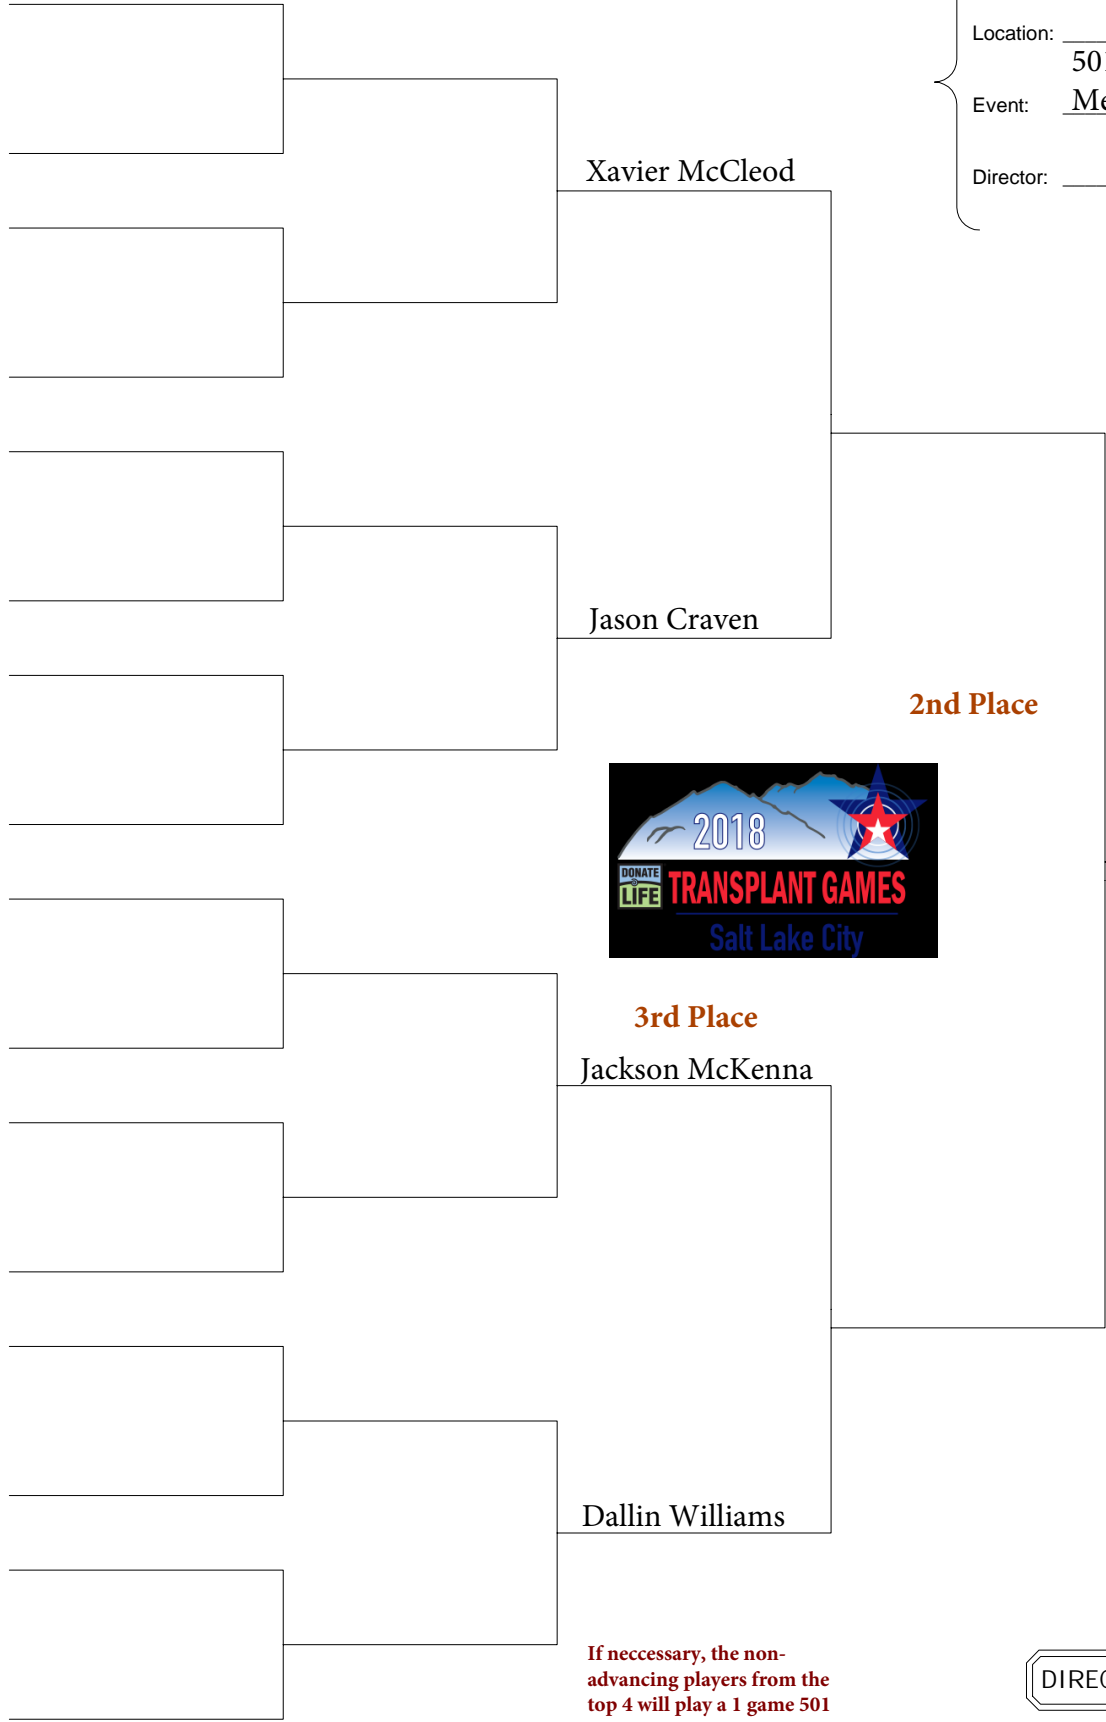 Location:
501
Event:
Director:
Xavier McCleod
Jason Craven
2nd Place
2018
DONATE
LIFE
TRANSPLANT GAMES
Salt Lake City
3rd Place
Jackson McKenna
Dallin Williams
If neccessary, the non-
advancing players from the
top 4 will play a 1 game 501